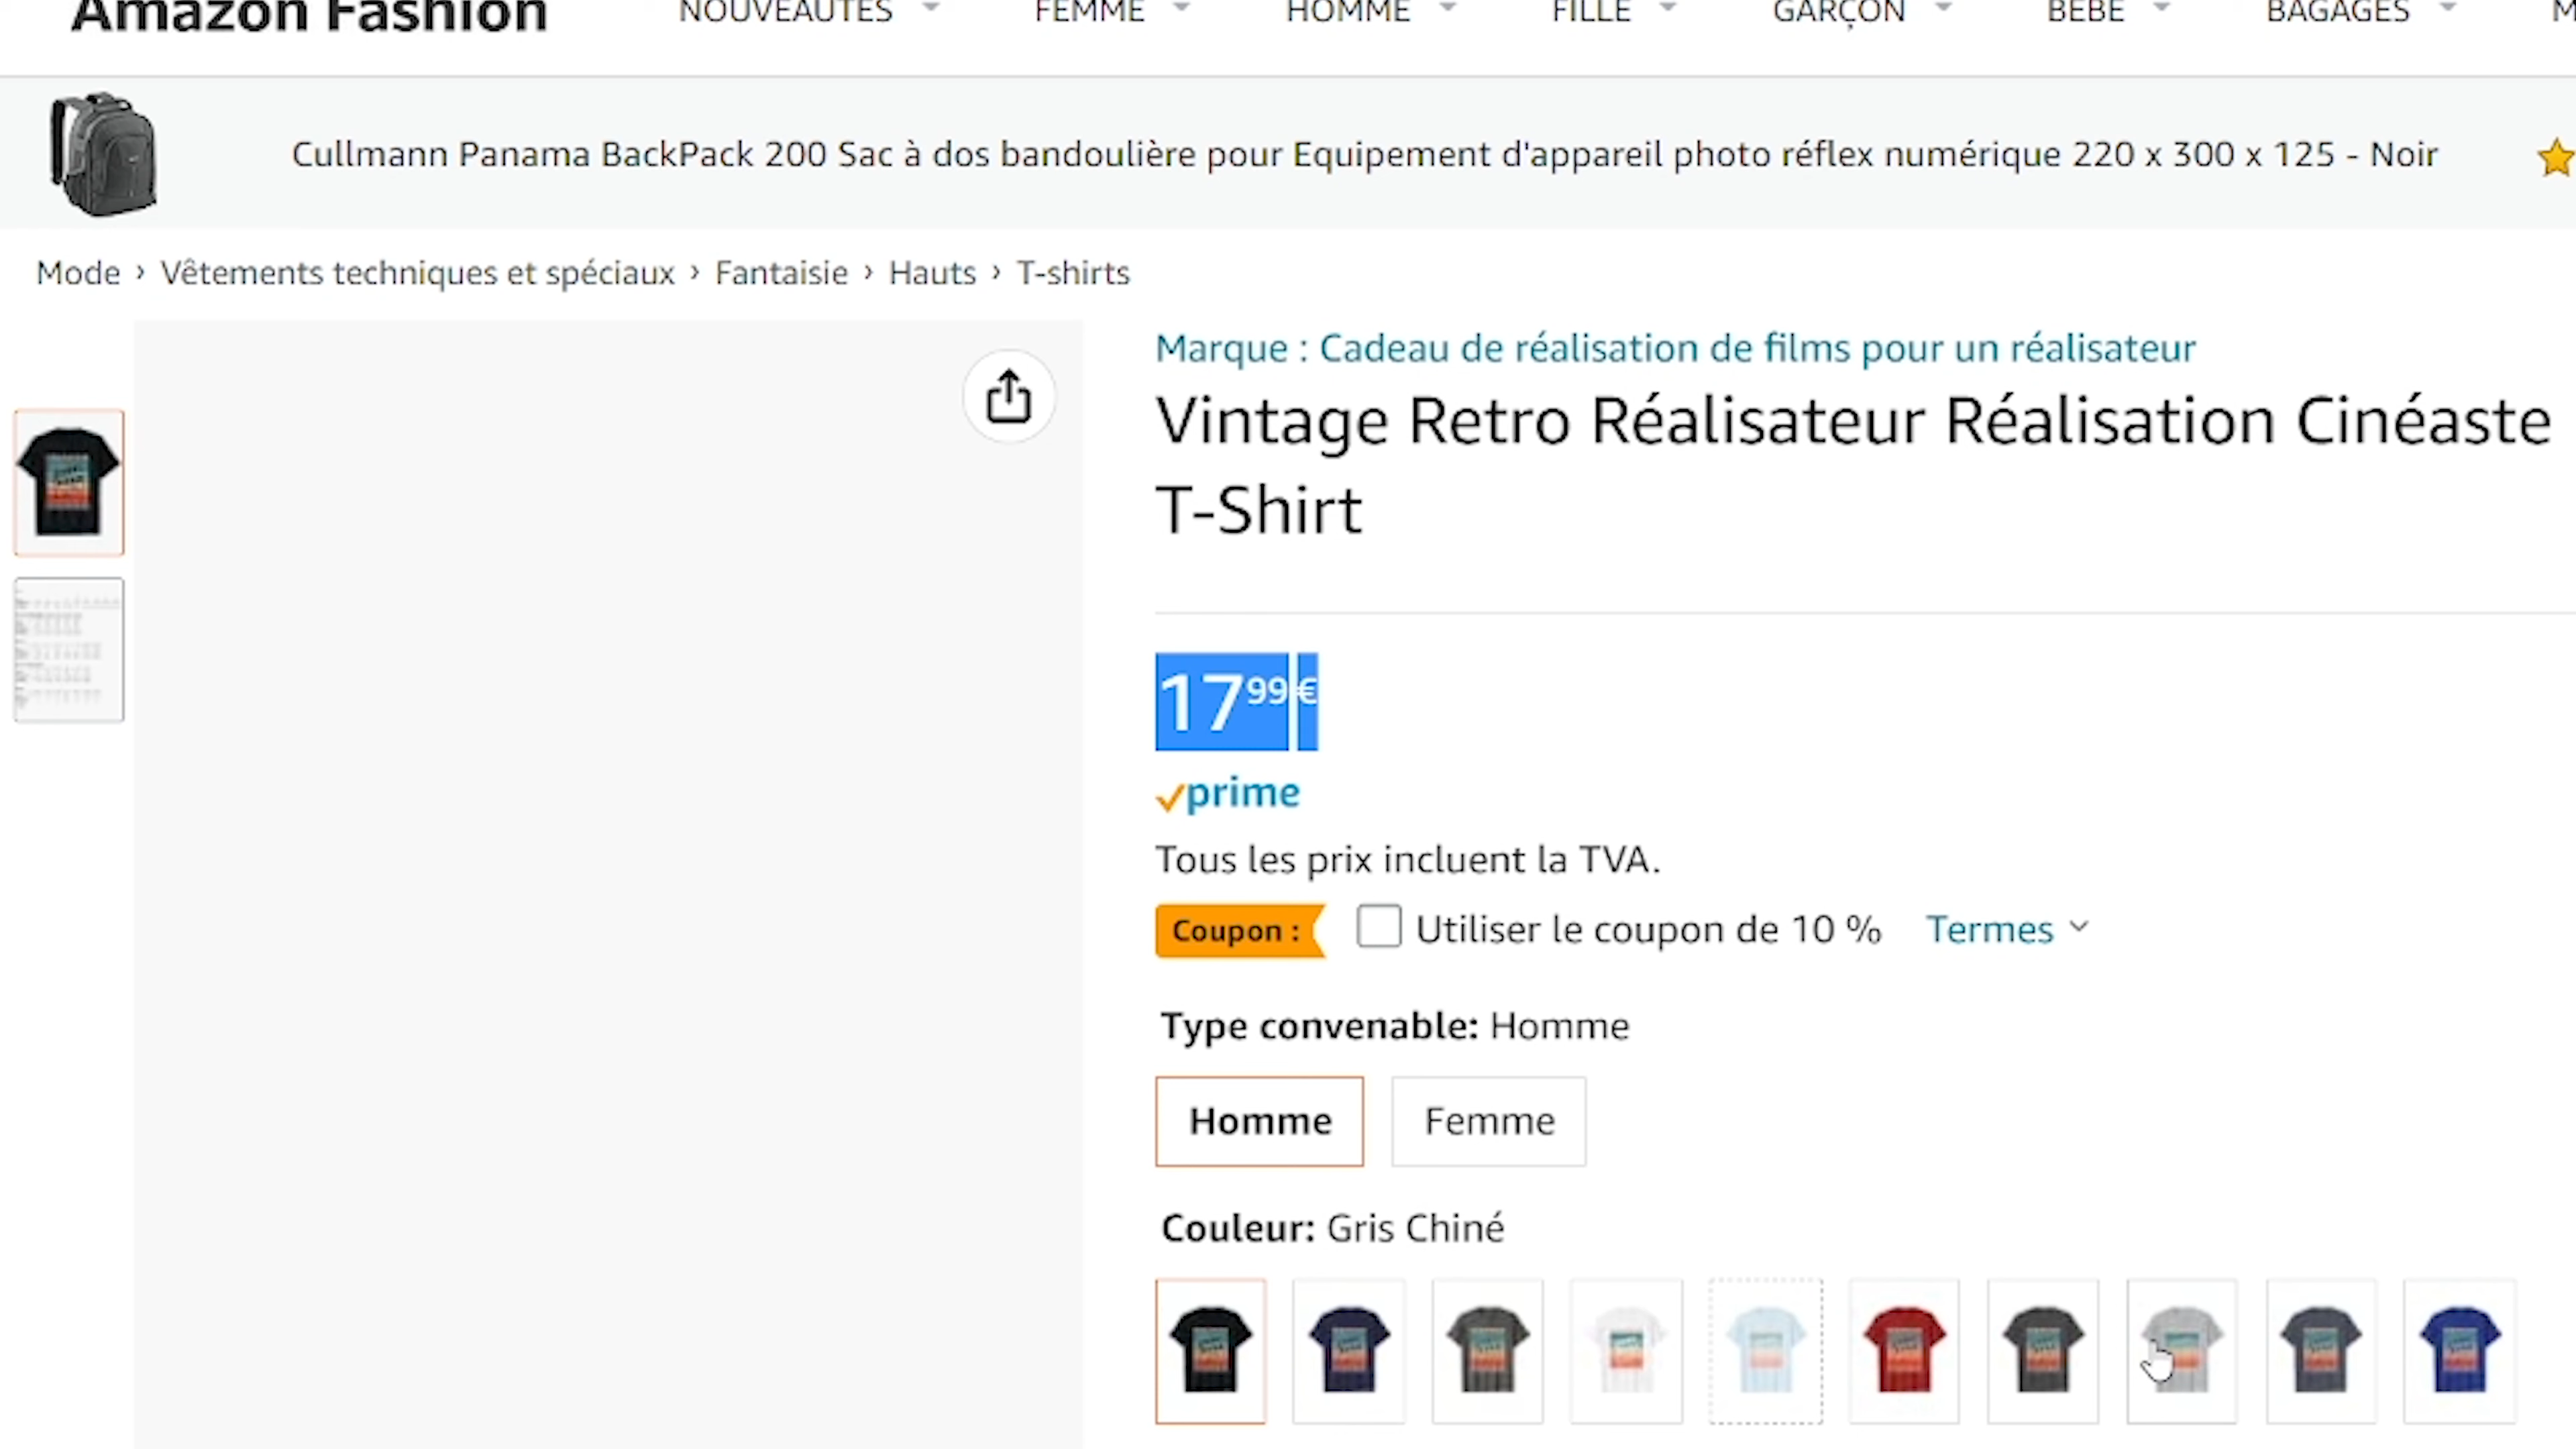 Amazon Fashion
NOUVEAUTÉS FEMME HOMME FILLE GARÇON BÉBÉ BAGAGES M
Cullmann Panama BackPack 200 Sac à dos bandoulière pour Equipement d'appareil photo réflex numérique 220 x 300 x 125 - Noir
Mode › Vêtements techniques et spéciaux › Fantaisie › Hauts › T-shirts
Marque : Cadeau de réalisation de films pour un réalisateur
Vintage Retro Réalisateur Réalisation Cinéaste
T-Shirt
17 99 €
prime
Tous les prix incluent la TVA.
Coupon : Utiliser le coupon de 10 % Termes
Type convenable: Homme
Homme Femme
Couleur: Gris Chiné